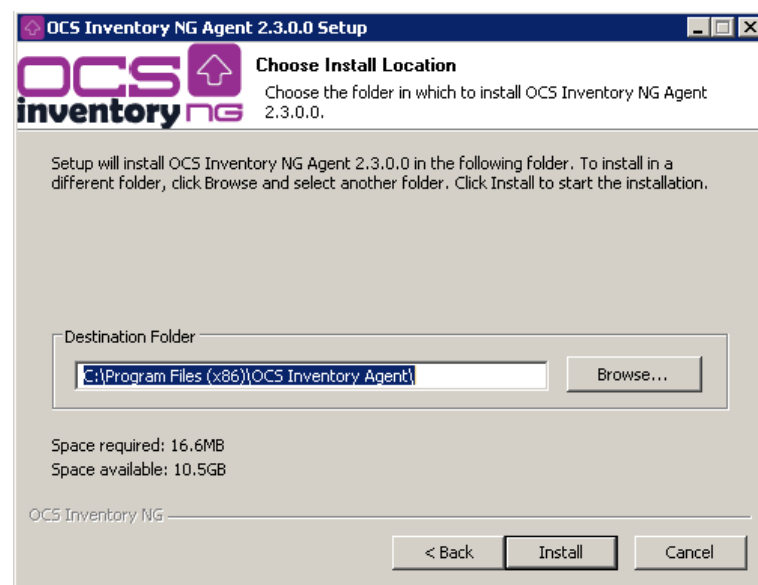 OCS Inventory NG Agent 2.3.0.0 Setup
OCS
inventory NG
Choose Install Location
Choose the folder in which to install OCS Inventory NG Agent
2.3.0.0.
Setup will install OCS Inventory NG Agent 2.3.0.0 in the following folder. To install in a
different folder, click Browse and select another folder. Click Install to start the installation.
Destination Folder
C:\Program Files (x86)\OCS Inventory Agent\
Browse...
Space required: 16.6MB
Space available: 10.5GB
OCS Inventory NG
< Back
Install
Cancel